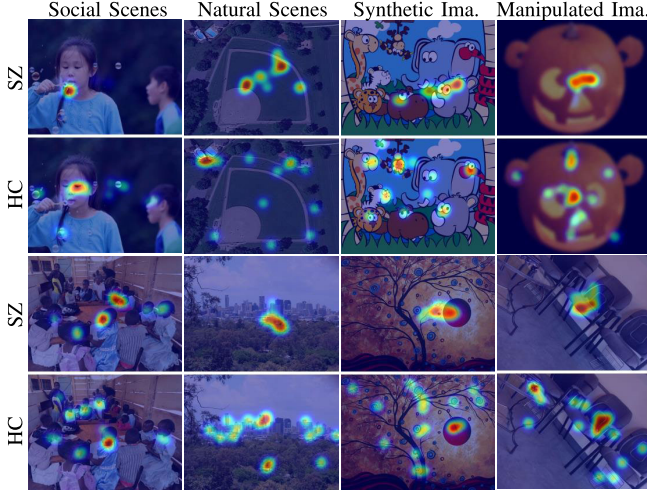 Social Scenes Natural Scenes Synthetic Ima. Manipulated Ima.
SZ
HC
SZ
HC